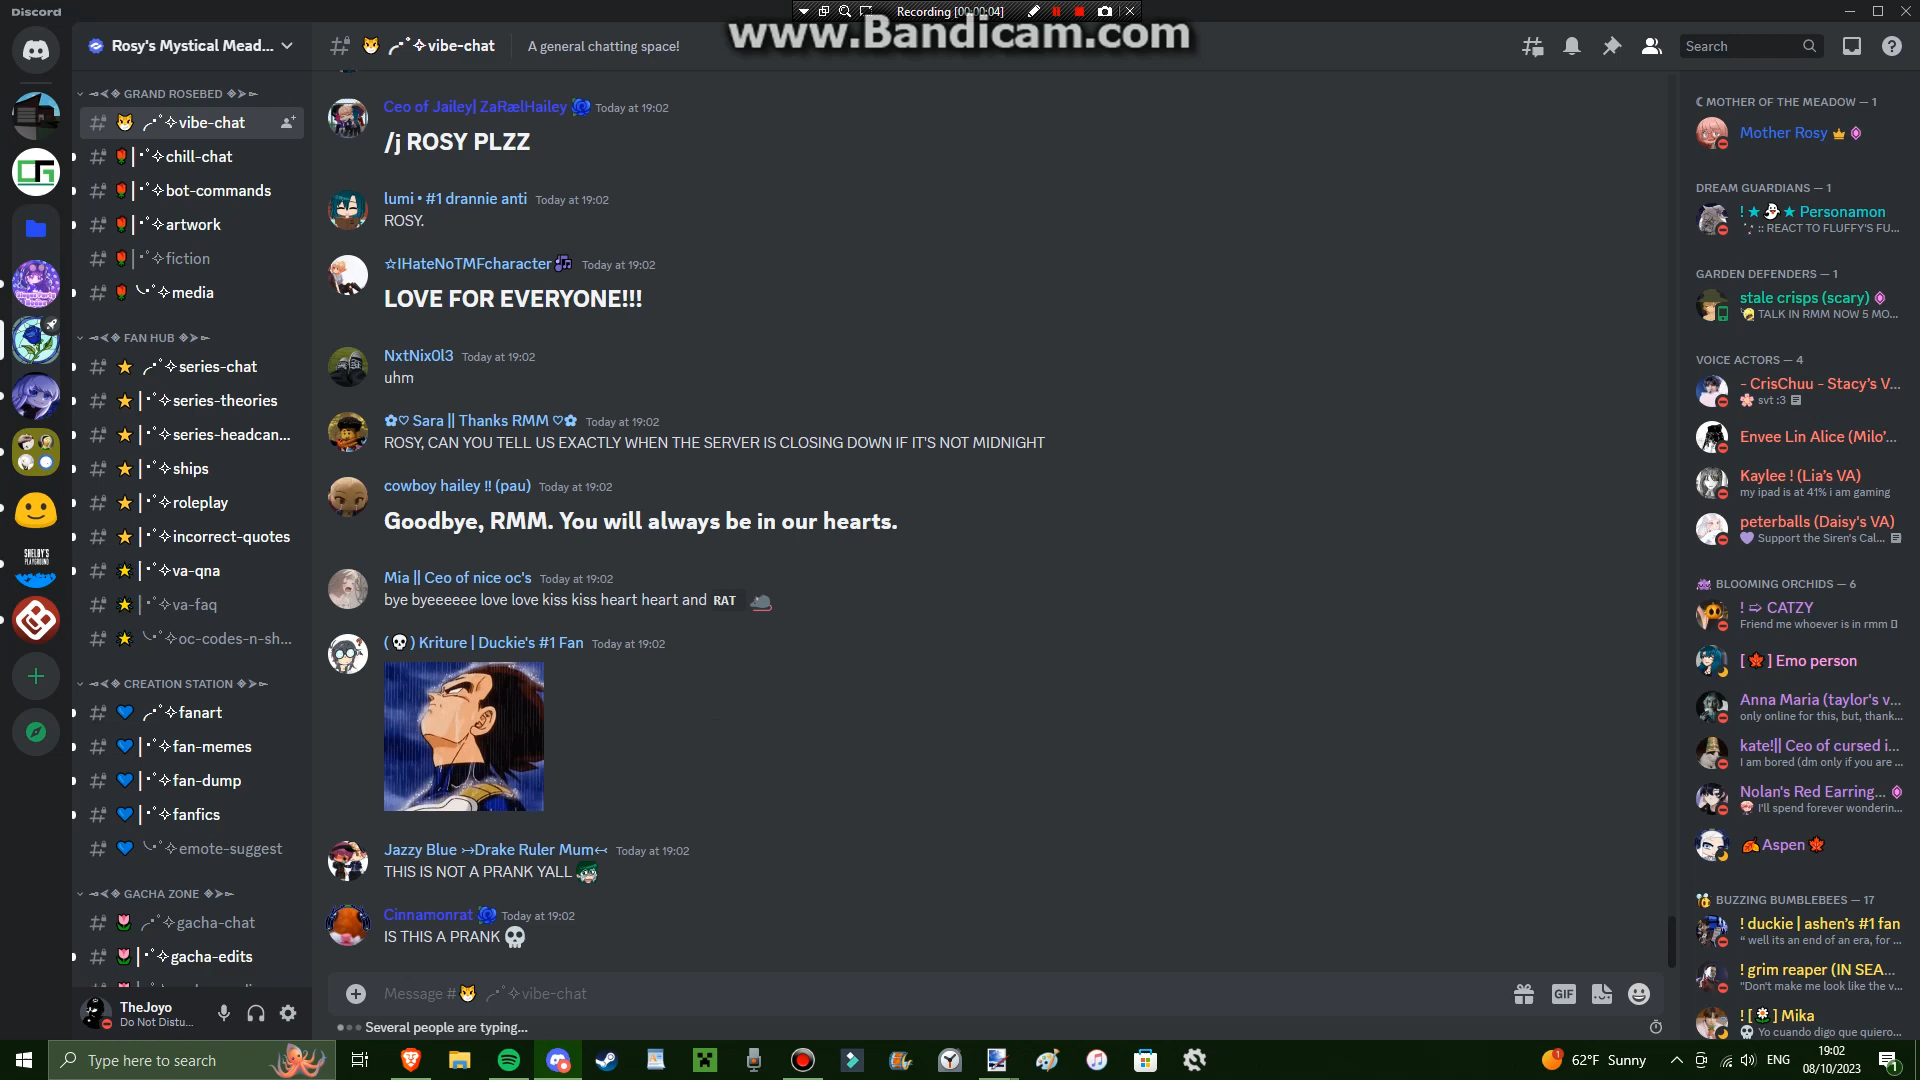 Discord
Recording [00:00:04]
www.Bandicam.com
Rosy's Mystical Mead...
vibe-chat
A general chatting space!
Search
GRAND ROSEBED
vibe-chat
chill-chat
bot-commands
artwork
fiction
media
FAN HUB
series-chat
series-theories
series-headcan...
ships
roleplay
incorrect-quotes
va-qna
va-faq
oc-codes-n-sh...
CREATION STATION
fanart
fan-memes
fan-dump
fanfics
emote-suggest
GACHA ZONE
gacha-chat
gacha-edits
TheJoyo
Do Not Distu...
SHELBY'S
PLAYGROUND
Ceo of Jailey| ZaRælHailey Today at 19:02
/j ROSY PLZZ
lumi • #1 drannie anti Today at 19:02
ROSY.
☆IHateNoTMFcharacter Today at 19:02
LOVE FOR EVERYONE!!!
NxtNix0l3 Today at 19:02
uhm
✿♡ Sara || Thanks RMM ♡✿ Today at 19:02
ROSY, CAN YOU TELL US EXACTLY WHEN THE SERVER IS CLOSING DOWN IF IT'S NOT MIDNIGHT
cowboy hailey !! (pau) Today at 19:02
Goodbye, RMM. You will always be in our hearts.
Mia || Ceo of nice oc's Today at 19:02
bye byeeeeee love love kiss kiss heart heart and RAT
(💀) Kriture | Duckie's #1 Fan Today at 19:02
Jazzy Blue ↣Drake Ruler Mum↢ Today at 19:02
THIS IS NOT A PRANK YALL
Cinnamonrat Today at 19:02
IS THIS A PRANK 💀
Message # vibe-chat
GIF
Several people are typing...
☾MOTHER OF THE MEADOW — 1
Mother Rosy
DREAM GUARDIANS — 1
! ★ 👻 ★ Personamon
:: REACT TO FLUFFY'S FU...
GARDEN DEFENDERS — 1
stale crisps (scary)
TALK IN RMM NOW 5 MO...
VOICE ACTORS — 4
- CrisChuu - Stacy's V...
svt :3
Envee Lin Alice (Milo'...
Kaylee ! (Lia's VA)
my ipad is at 41% i am gaming
peterballs (Daisy's VA)
Support the Siren's Cal...
BLOOMING ORCHIDS — 6
! ➩ CATZY
Friend me whoever is in rmm
[🍁] Emo person
Anna Maria (taylor's v...
only online for this, but, thank...
kate!|| Ceo of cursed i...
I am bored (dm only if you are ...
Nolan's Red Earring...
I'll spend forever wonderin...
🍂Aspen🍁
BUZZING BUMBLEBEES — 17
! duckie | ashen's #1 fan
“ well its an end of an era, for ...
! grim reaper (IN SEA...
"Don't make me look like the v...
! [🌼] Mika
💀 Yo cuando digo que quiero...
Type here to search
62°F Sunny
ENG
19:02
08/10/2023
1